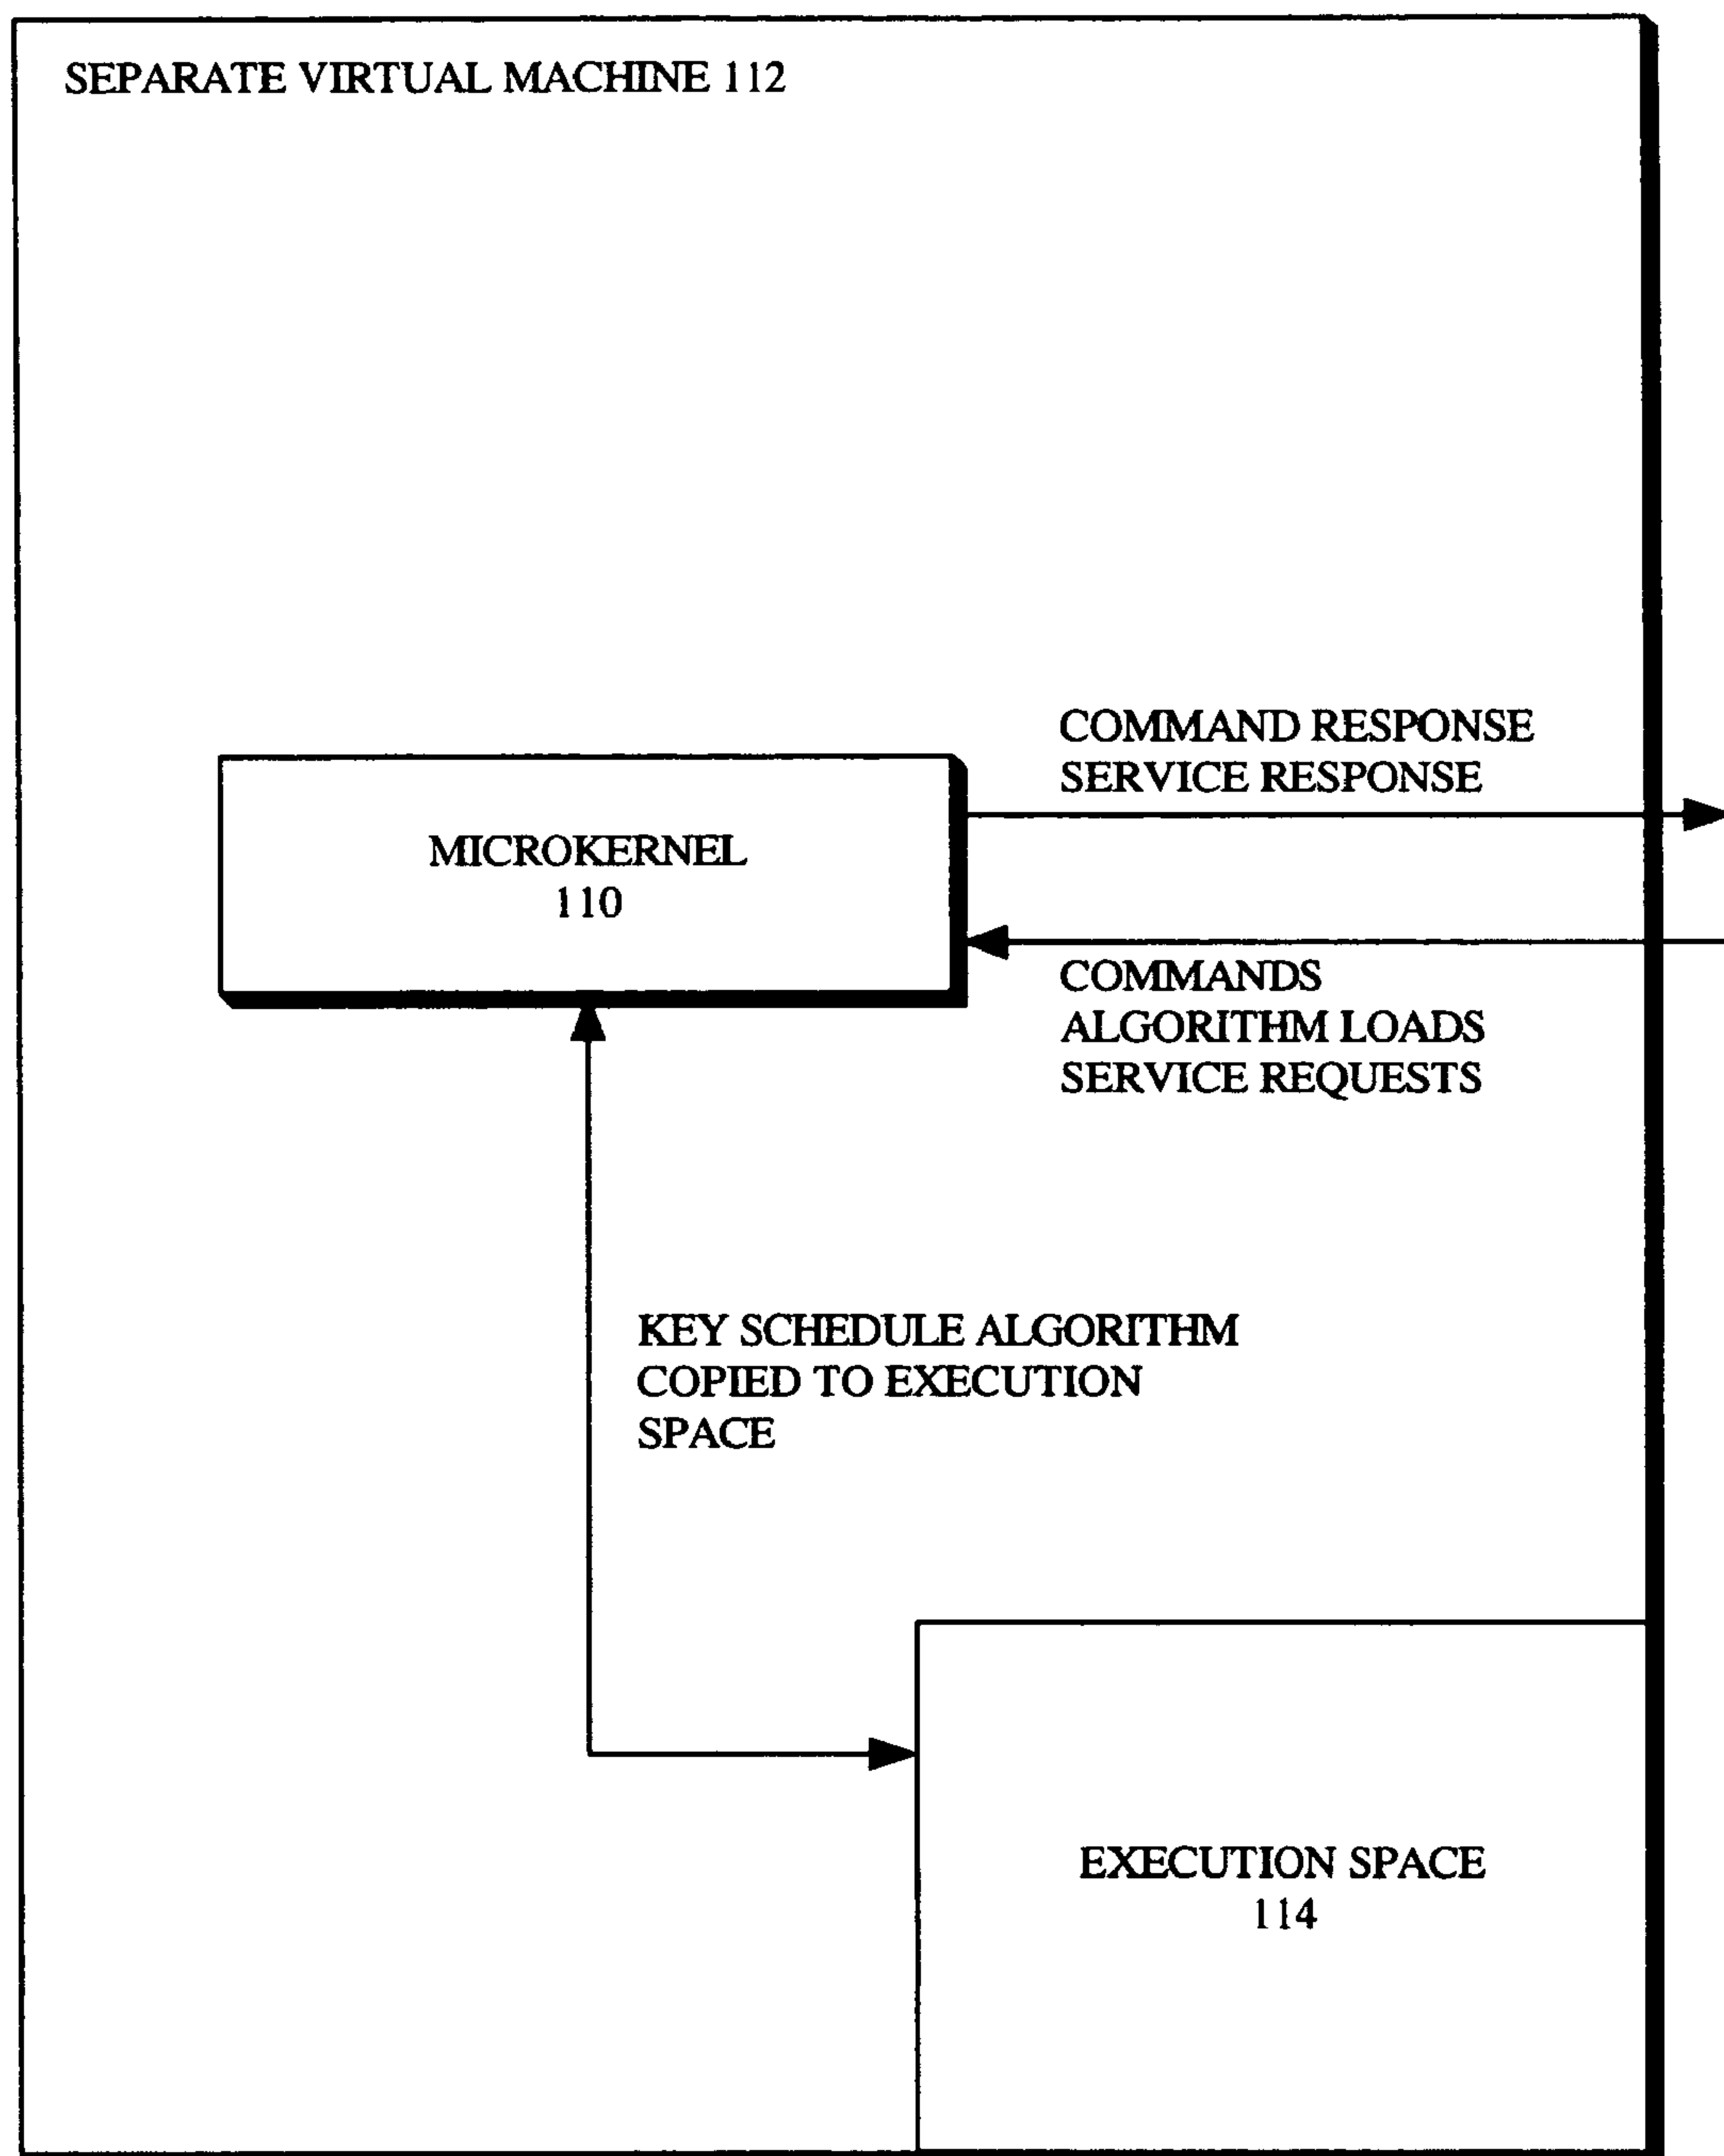 SEPARATE VIRTUAL MACHINE 112
COMMAND RESPONSE
SERVICE RESPONSE
MICROKERNEL
110
COMMANDS
ALGORITHM LOADS
SERVICE REQUESTS
KEY SCHEDULE ALGORITHM
COPIED TO EXECUTION
SPACE
EXECUTION SPACE
114